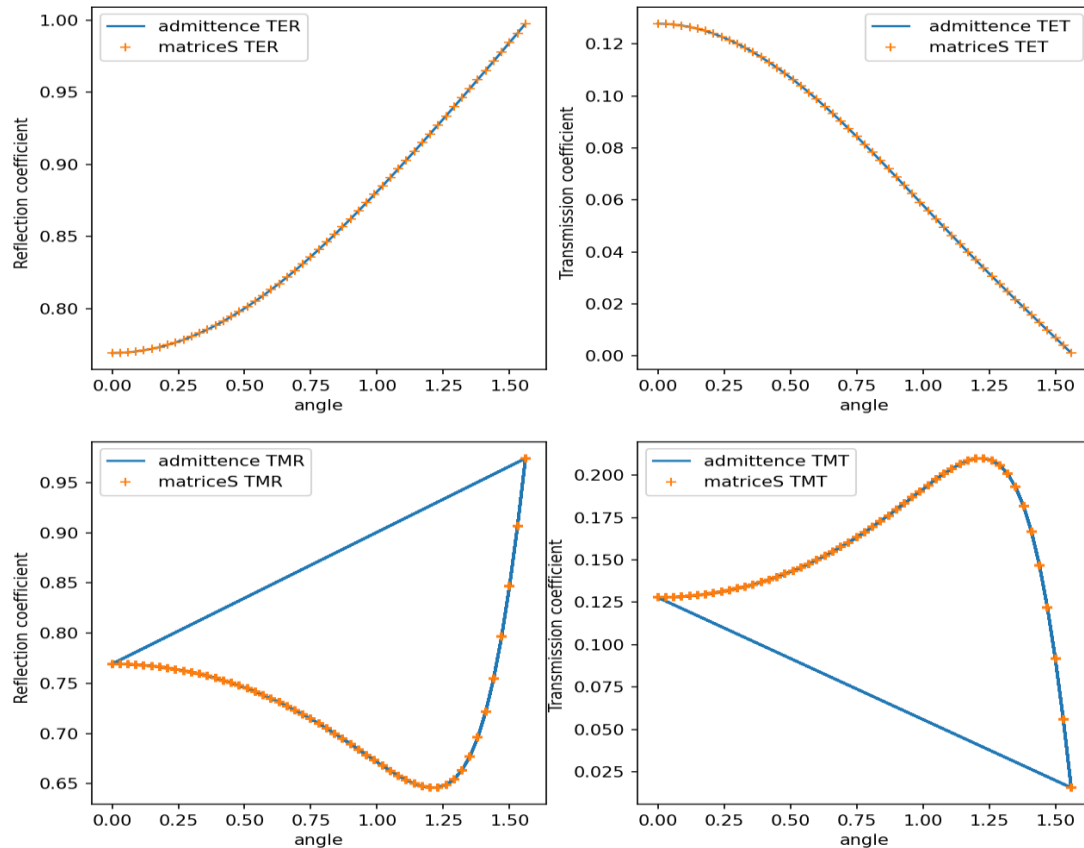 1.00
0.95
0.90
0.85
0.80
Reflection coefficient
admittence TER
matriceS TER
0.00 0.25 0.50 0.75 1.00 1.25 1.50
angle
0.12
0.10
0.08
0.06
0.04
0.02
0.00
Transmission coefficient
admittence TET
matriceS TET
0.00 0.25 0.50 0.75 1.00 1.25 1.50
angle
0.95
0.90
0.85
0.80
0.75
0.70
0.65
Reflection coefficient
admittence TMR
matriceS TMR
0.00 0.25 0.50 0.75 1.00 1.25 1.50
angle
0.200
0.175
0.150
0.125
0.100
0.075
0.050
0.025
Transmission coefficient
admittence TMT
matriceS TMT
0.00 0.25 0.50 0.75 1.00 1.25 1.50
angle